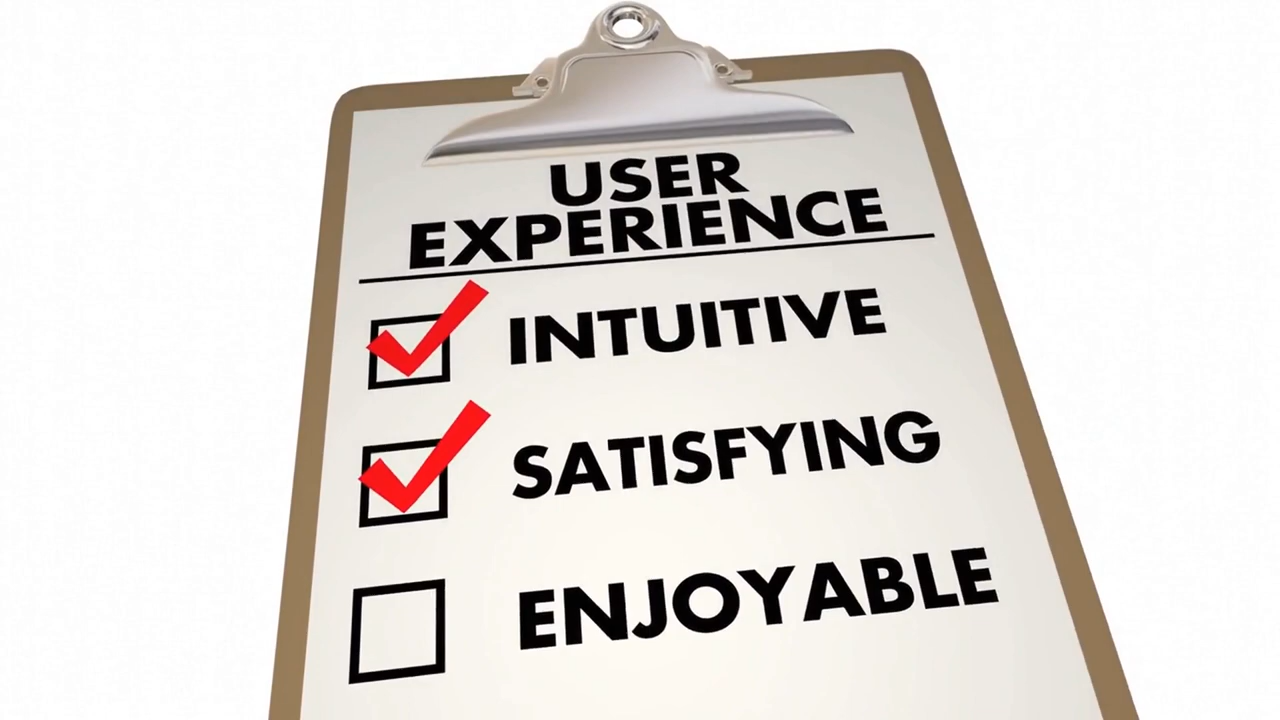 USER
EXPERIENCE
INTUITIVE
SATISFYING
ENJOYABLE